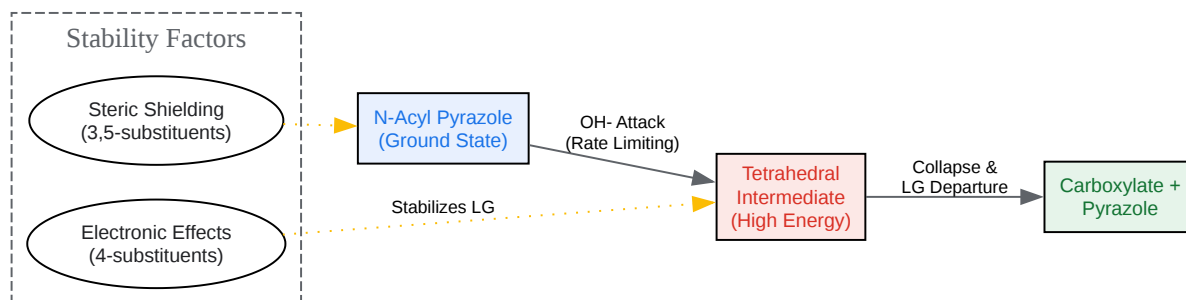 Stability Factors
Steric Shielding
(3,5-substituents)
Electronic Effects
(4-substituents)
N-Acyl Pyrazole
(Ground State)
OH- Attack
(Rate Limiting)
Stabilizes LG
Tetrahedral
Intermediate
(High Energy)
Collapse &
LG Departure
Carboxylate +
Pyrazole